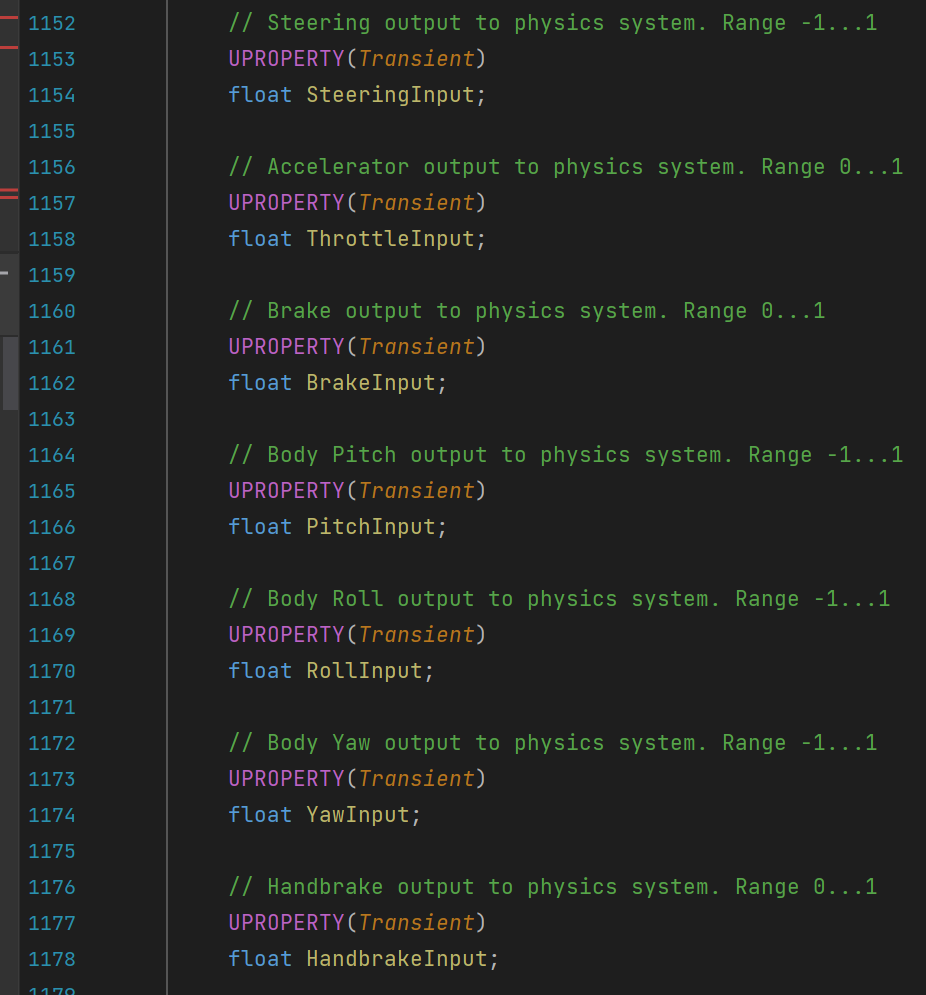 1152 // Steering output to physics system. Range -1...1
1153 UPROPERTY(Transient)
1154 float SteeringInput;
1155
1156 // Accelerator output to physics system. Range 0...1
1157 UPROPERTY(Transient)
1158 float ThrottleInput;
1159
1160 // Brake output to physics system. Range 0...1
1161 UPROPERTY(Transient)
1162 float BrakeInput;
1163
1164 // Body Pitch output to physics system. Range -1...1
1165 UPROPERTY(Transient)
1166 float PitchInput;
1167
1168 // Body Roll output to physics system. Range -1...1
1169 UPROPERTY(Transient)
1170 float RollInput;
1171
1172 // Body Yaw output to physics system. Range -1...1
1173 UPROPERTY(Transient)
1174 float YawInput;
1175
1176 // Handbrake output to physics system. Range 0...1
1177 UPROPERTY(Transient)
1178 float HandbrakeInput;
1179